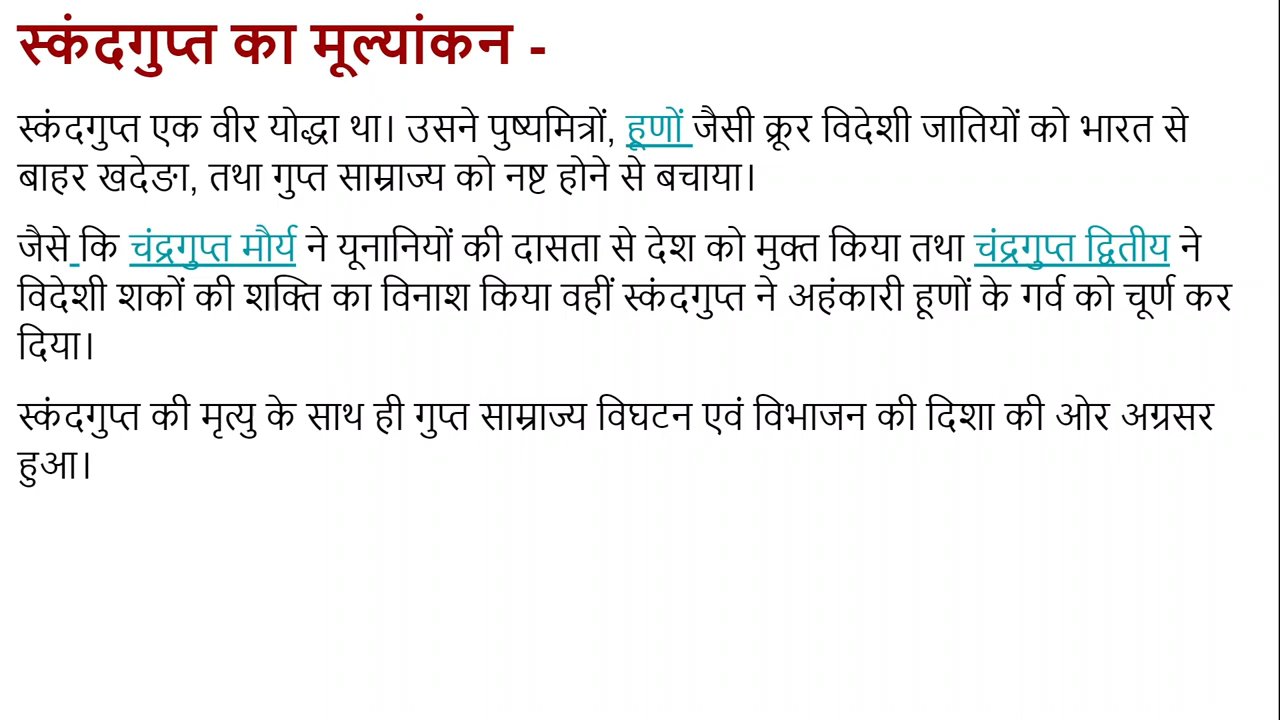 स्कंदगुप्त का मूल्यांकन -
स्कंदगुप्त एक वीर योद्धा था। उसने पुष्यमित्रों, हूणों जैसी क्रूर विदेशी जातियों को भारत से
बाहर खदेङा, तथा गुप्त साम्राज्य को नष्ट होने से बचाया।
जैसे कि चंद्रगुप्त मौर्य ने यूनानियों की दासता से देश को मुक्त किया तथा चंद्रगुप्त द्वितीय ने
विदेशी शकों की शक्ति का विनाश किया वहीं स्कंदगुप्त ने अहंकारी हूणों के गर्व को चूर्ण कर
दिया।
स्कंदगुप्त की मृत्यु के साथ ही गुप्त साम्राज्य विघटन एवं विभाजन की दिशा की ओर अग्रसर
हुआ।